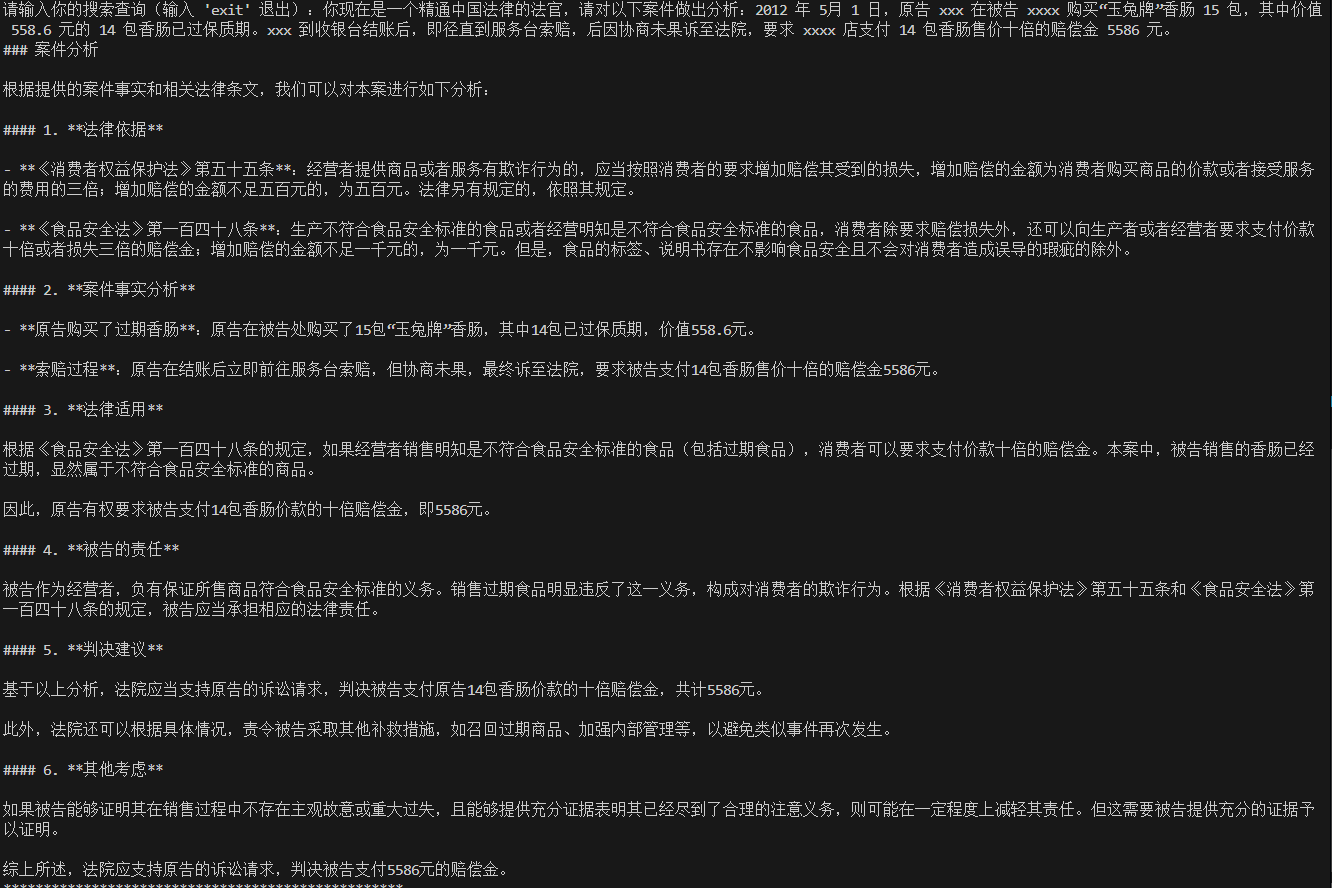 请输入你的搜索查询（输入 'exit' 退出）：你现在是一个精通中国法律的法官，请对以下案件做出分析：2012 年 5月 1 日，原告 xxx 在被告 xxxx 购买“玉兔牌”香肠 15 包，其中价值
558.6 元的 14 包香肠已过保质期。xxx 到收银台结账后，即径直到服务台索赔，后因协商未果诉至法院，要求 xxxx 店支付 14 包香肠售价十倍的赔偿金 5586 元。
### 案件分析
根据提供的案件事实和相关法律条文，我们可以对本案进行如下分析：
#### 1. **法律依据**
- **《消费者权益保护法》第五十五条**：经营者提供商品或者服务有欺诈行为的，应当按照消费者的要求增加赔偿其受到的损失，增加赔偿的金额为消费者购买商品的价款或者接受服务
的费用的三倍；增加赔偿的金额不足五百元的，为五百元。法律另有规定的，依照其规定。
- **《食品安全法》第一百四十八条**：生产不符合食品安全标准的食品或者经营明知是不符合食品安全标准的食品，消费者除要求赔偿损失外，还可以向生产者或者经营者要求支付价款
十倍或者损失三倍的赔偿金；增加赔偿的金额不足一千元的，为一千元。但是，食品的标签、说明书存在不影响食品安全且不会对消费者造成误导的瑕疵的除外。
#### 2. **案件事实分析**
- **原告购买了过期香肠**：原告在被告处购买了15包“玉兔牌”香肠，其中14包已过保质期，价值558.6元。
- **索赔过程**：原告在结账后立即前往服务台索赔，但协商未果，最终诉至法院，要求被告支付14包香肠售价十倍的赔偿金5586元。
#### 3. **法律适用**
根据《食品安全法》第一百四十八条的规定，如果经营者销售明知是不符合食品安全标准的食品（包括过期食品），消费者可以要求支付价款十倍的赔偿金。本案中，被告销售的香肠已经
过期，显然属于不符合食品安全标准的商品。
因此，原告有权要求被告支付14包香肠价款的十倍赔偿金，即5586元。
#### 4. **被告的责任**
被告作为经营者，负有保证所售商品符合食品安全标准的义务。销售过期食品明显违反了这一义务，构成对消费者的欺诈行为。根据《消费者权益保护法》第五十五条和《食品安全法》第
一百四十八条的规定，被告应当承担相应的法律责任。
#### 5. **判决建议**
基于以上分析，法院应当支持原告的诉讼请求，判决被告支付原告14包香肠价款的十倍赔偿金，共计5586元。
此外，法院还可以根据具体情况，责令被告采取其他补救措施，如召回过期商品、加强内部管理等，以避免类似事件再次发生。
#### 6. **其他考虑**
如果被告能够证明其在销售过程中不存在主观故意或重大过失，且能够提供充分证据表明其已经尽到了合理的注意义务，则可能在一定程度上减轻其责任。但这需要被告提供充分的证据予
以证明。
综上所述，法院应支持原告的诉讼请求，判决被告支付5586元的赔偿金。
**************************************************